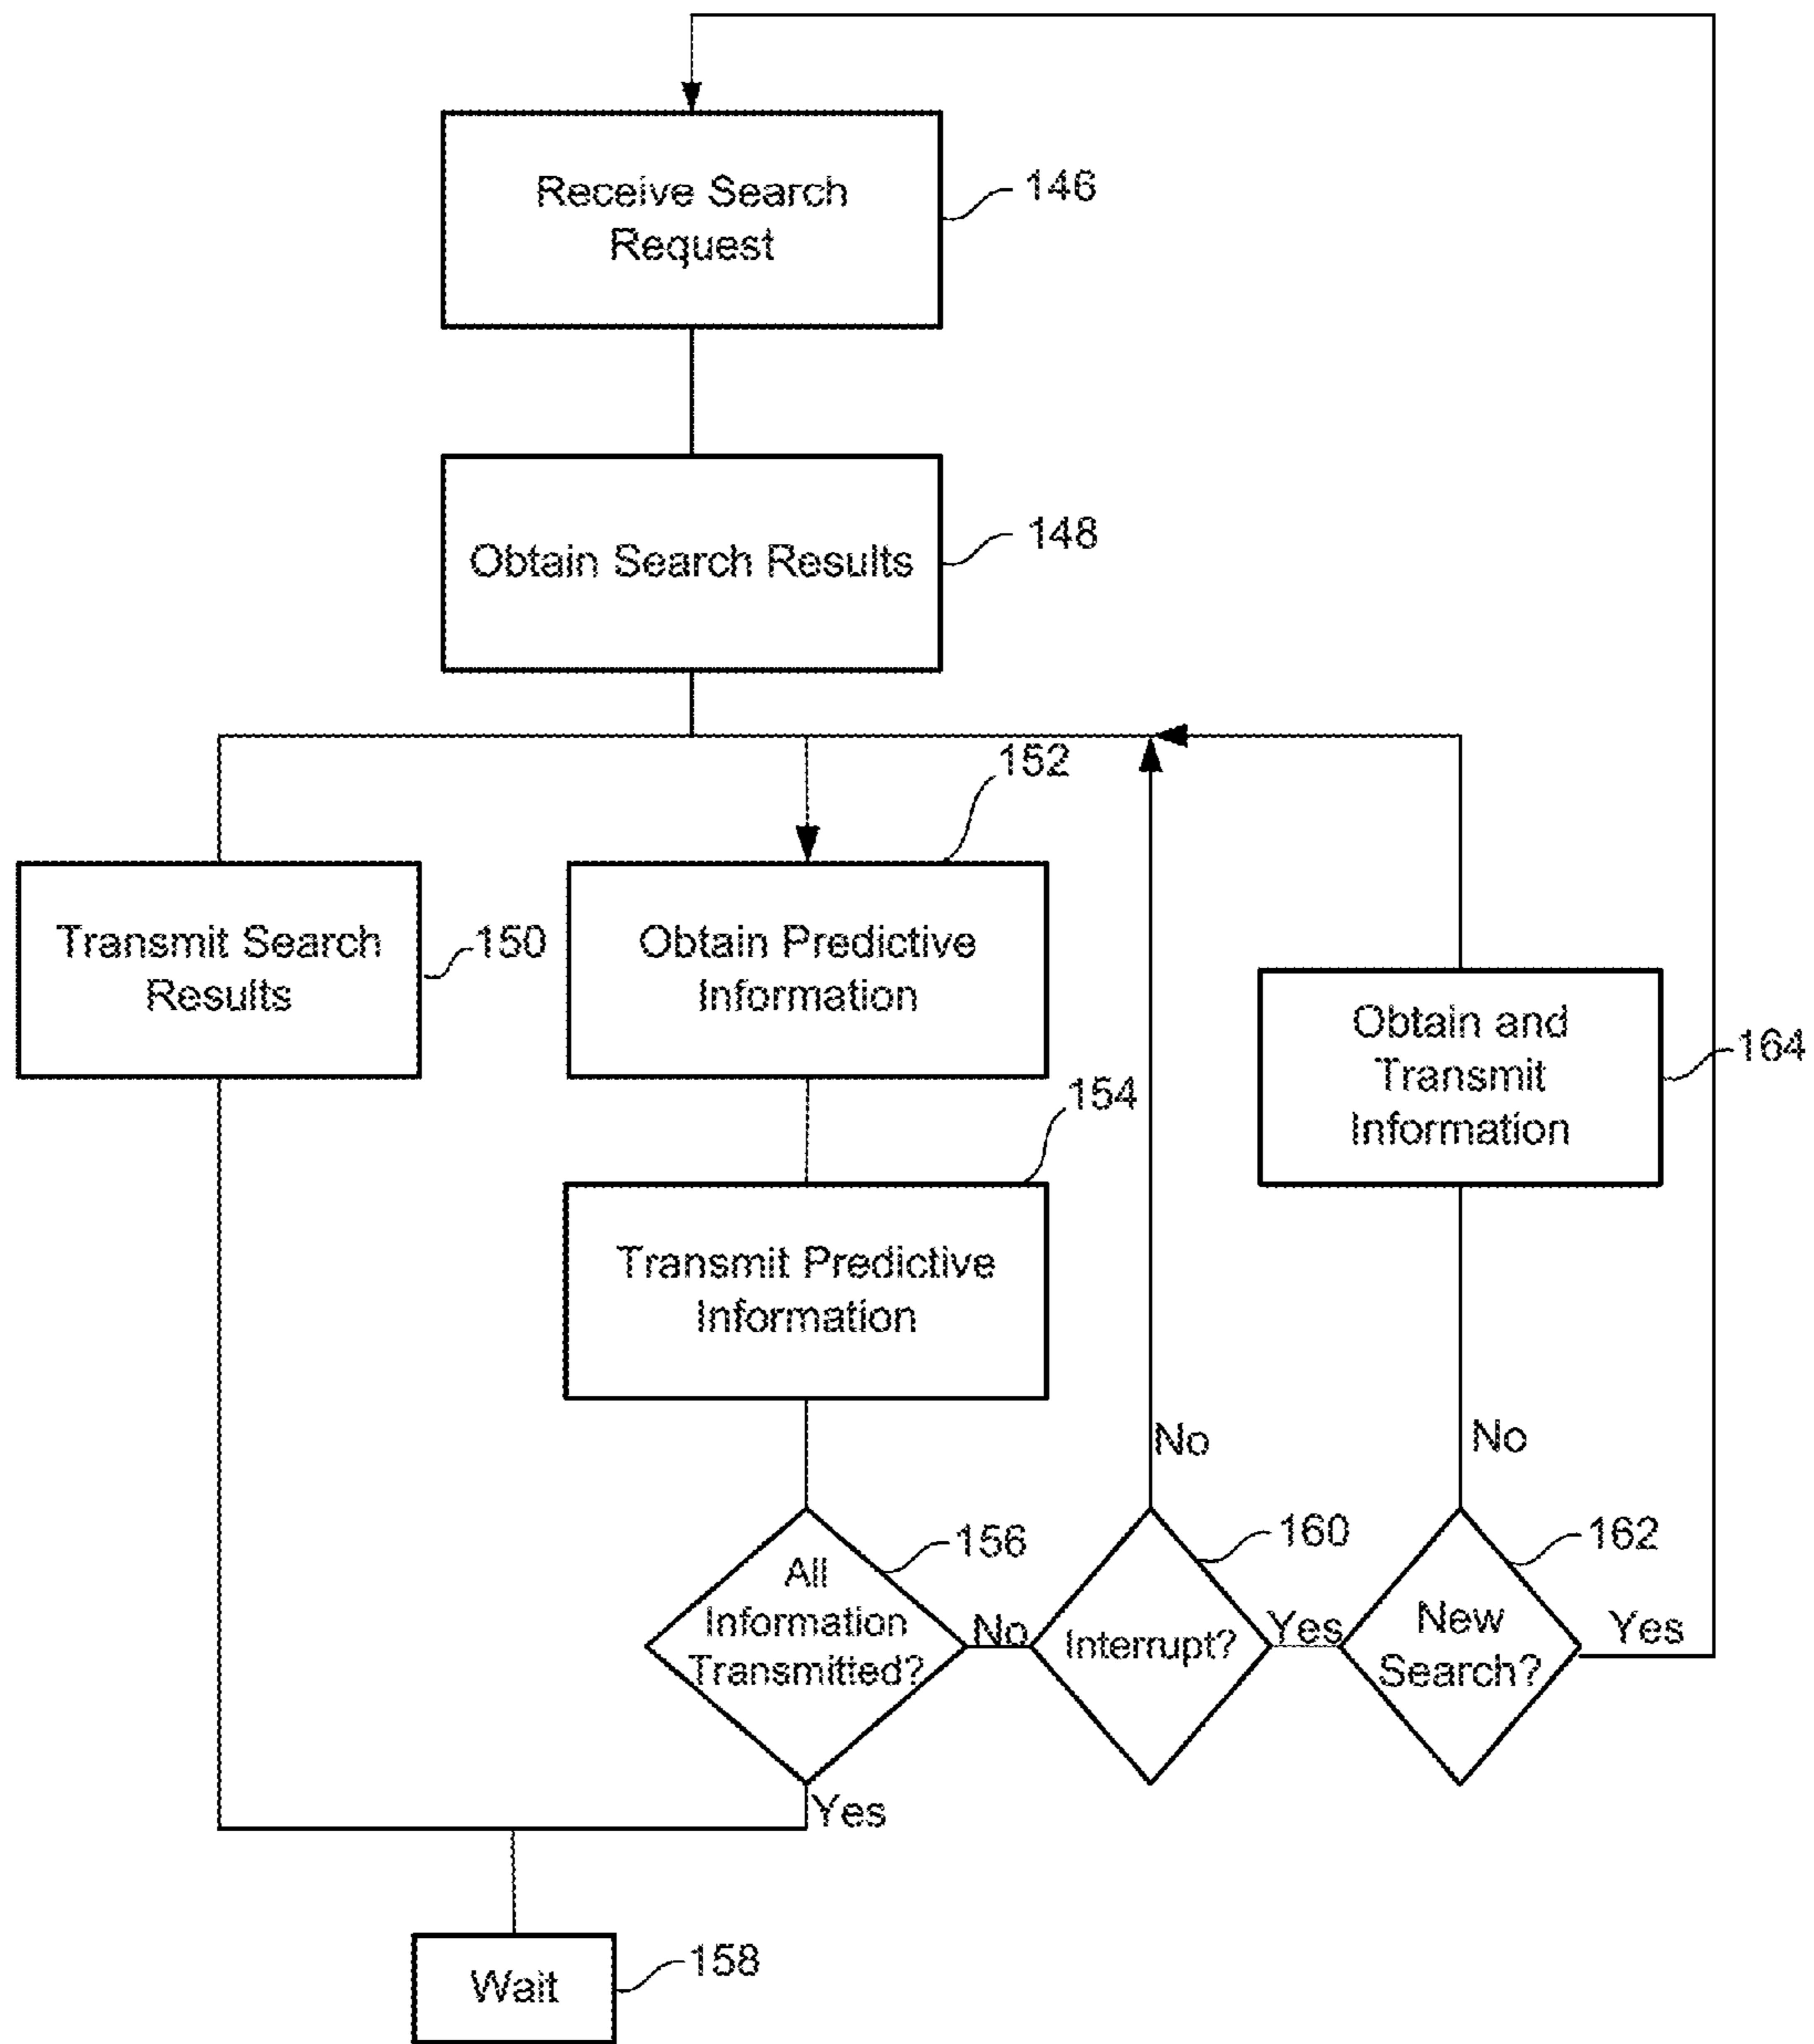 Receive Search
Request
146
Obtain Search Results
148
152
Transmit Search
Results
150
Obtain Predictive
Information
Obtain and
Transmit
Information
164
154
Transmit Predictive
Information
No
No
156
160
162
All
Information
Transmitted?
No
Interrupt?
Yes
New
Search?
Yes
Yes
Wait
158